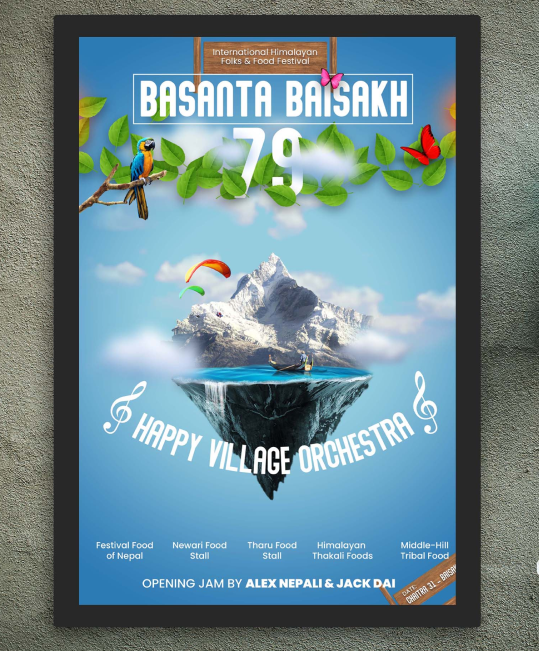 International Himalayan
Folks & Food Festival
BASANTA BAISAKH
79
HAPPY VILLAGE ORCHESTRA
Festival Food
of Nepal
Newari Food
Stall
Tharu Food
Stall
Himalayan
Thakali Foods
Middle-Hill
Tribal Food
OPENING JAM BY ALEX NEPALI & JACK DAI
DATE:
CHAITRA 31 -